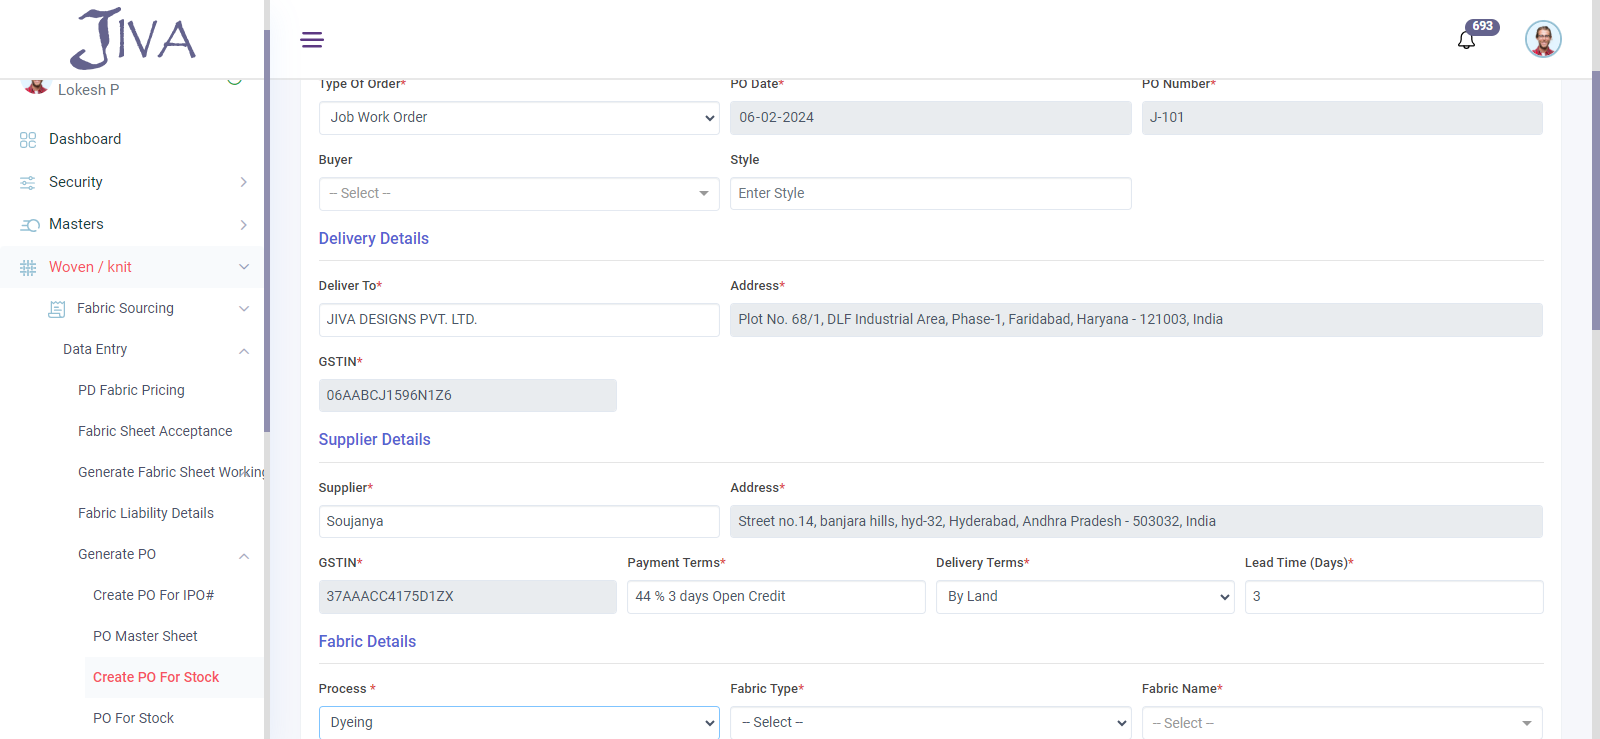 JIVA
693
Lokesh P
Dashboard
Security
Masters
Woven / knit
Fabric Sourcing
Data Entry
PD Fabric Pricing
Fabric Sheet Acceptance
Generate Fabric Sheet Working
Fabric Liability Details
Generate PO
Create PO For IPO#
PO Master Sheet
Create PO For Stock
PO For Stock
Type Of Order* PO Date* PO Number*
Job Work Order 06-02-2024 J-101
Buyer Style
-- Select -- Enter Style
Delivery Details
Deliver To* Address*
JIVA DESIGNS PVT. LTD. Plot No. 68/1, DLF Industrial Area, Phase-1, Faridabad, Haryana - 121003, India
GSTIN*
06AABCJ1596N1Z6
Supplier Details
Supplier* Address*
Soujanya Street no.14, banjara hills, hyd-32, Hyderabad, Andhra Pradesh - 503032, India
GSTIN* Payment Terms* Delivery Terms* Lead Time (Days)*
37AAACC4175D1ZX 44 % 3 days Open Credit By Land 3
Fabric Details
Process * Fabric Type* Fabric Name*
Dyeing -- Select -- -- Select --